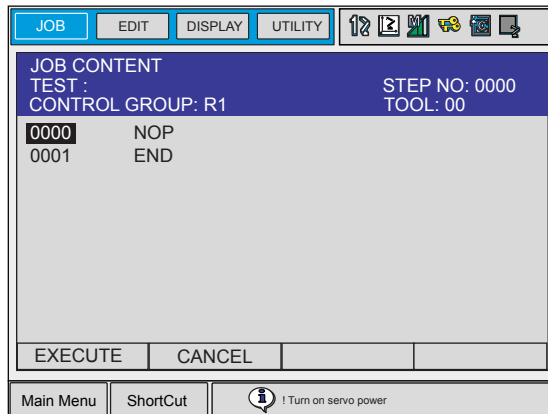 JOB EDIT DISPLAY UTILITY
JOB CONTENT
TEST : STEP NO: 0000
CONTROL GROUP: R1 TOOL: 00
0000 NOP
0001 END
EXECUTE CANCEL
Main Menu ShortCut ! Turn on servo power